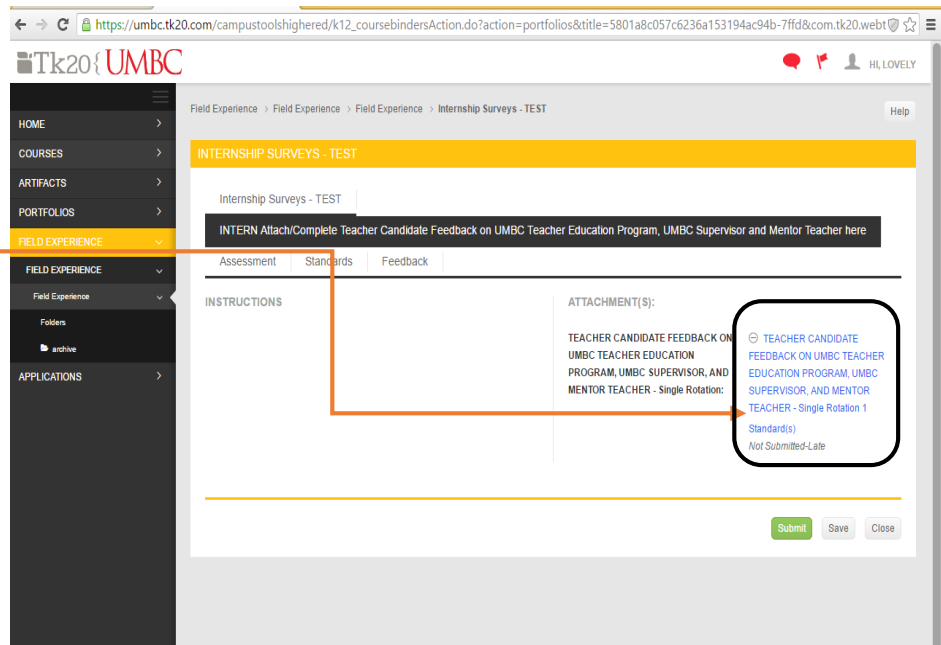 https://umbc.tk20.com/campustoolshighered/k12_coursebindersAction.do?action=portfolios&title=5801a8c057c6236a153194ac94b-7ffd&com.tk20.webt
Tk20{ UMBC
HI, LOVELY
HOME
COURSES
ARTIFACTS
PORTFOLIOS
FIELD EXPERIENCE
FIELD EXPERIENCE
Field Experience
Folders
archive
APPLICATIONS
Field Experience > Field Experience > Field Experience > Internship Surveys - TEST
Help
INTERNSHIP SURVEYS - TEST
Internship Surveys - TEST
INTERN Attach/Complete Teacher Candidate Feedback on UMBC Teacher Education Program, UMBC Supervisor and Mentor Teacher here
Assessment Standards Feedback
INSTRUCTIONS
ATTACHMENT(S):
TEACHER CANDIDATE FEEDBACK ON
UMBC TEACHER EDUCATION
PROGRAM, UMBC SUPERVISOR, AND
MENTOR TEACHER - Single Rotation:
TEACHER CANDIDATE
FEEDBACK ON UMBC TEACHER
EDUCATION PROGRAM, UMBC
SUPERVISOR, AND MENTOR
TEACHER - Single Rotation 1
Standard(s)
Not Submitted-Late
Submit Save Close